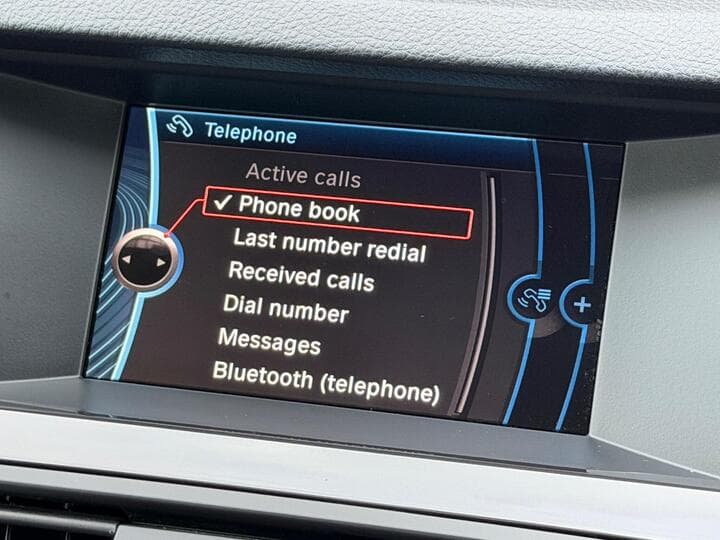 Telephone
Active calls
✓ Phone book
Last number redial
Received calls
Dial number
Messages
Bluetooth (telephone)